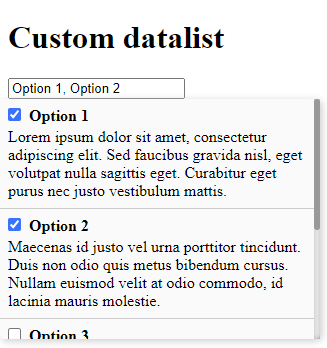 Custom datalist
Option 1, Option 2
Option 1
Lorem ipsum dolor sit amet, consectetur
adipiscing elit. Sed faucibus gravida nisl, eget
volutpat nulla sagittis eget. Curabitur eget
purus nec justo vestibulum mattis.
Option 2
Maecenas id justo vel urna porttitor tincidunt.
Duis non odio quis metus bibendum cursus.
Nullam euismod velit at odio commodo, id
lacinia mauris molestie.
Option 3